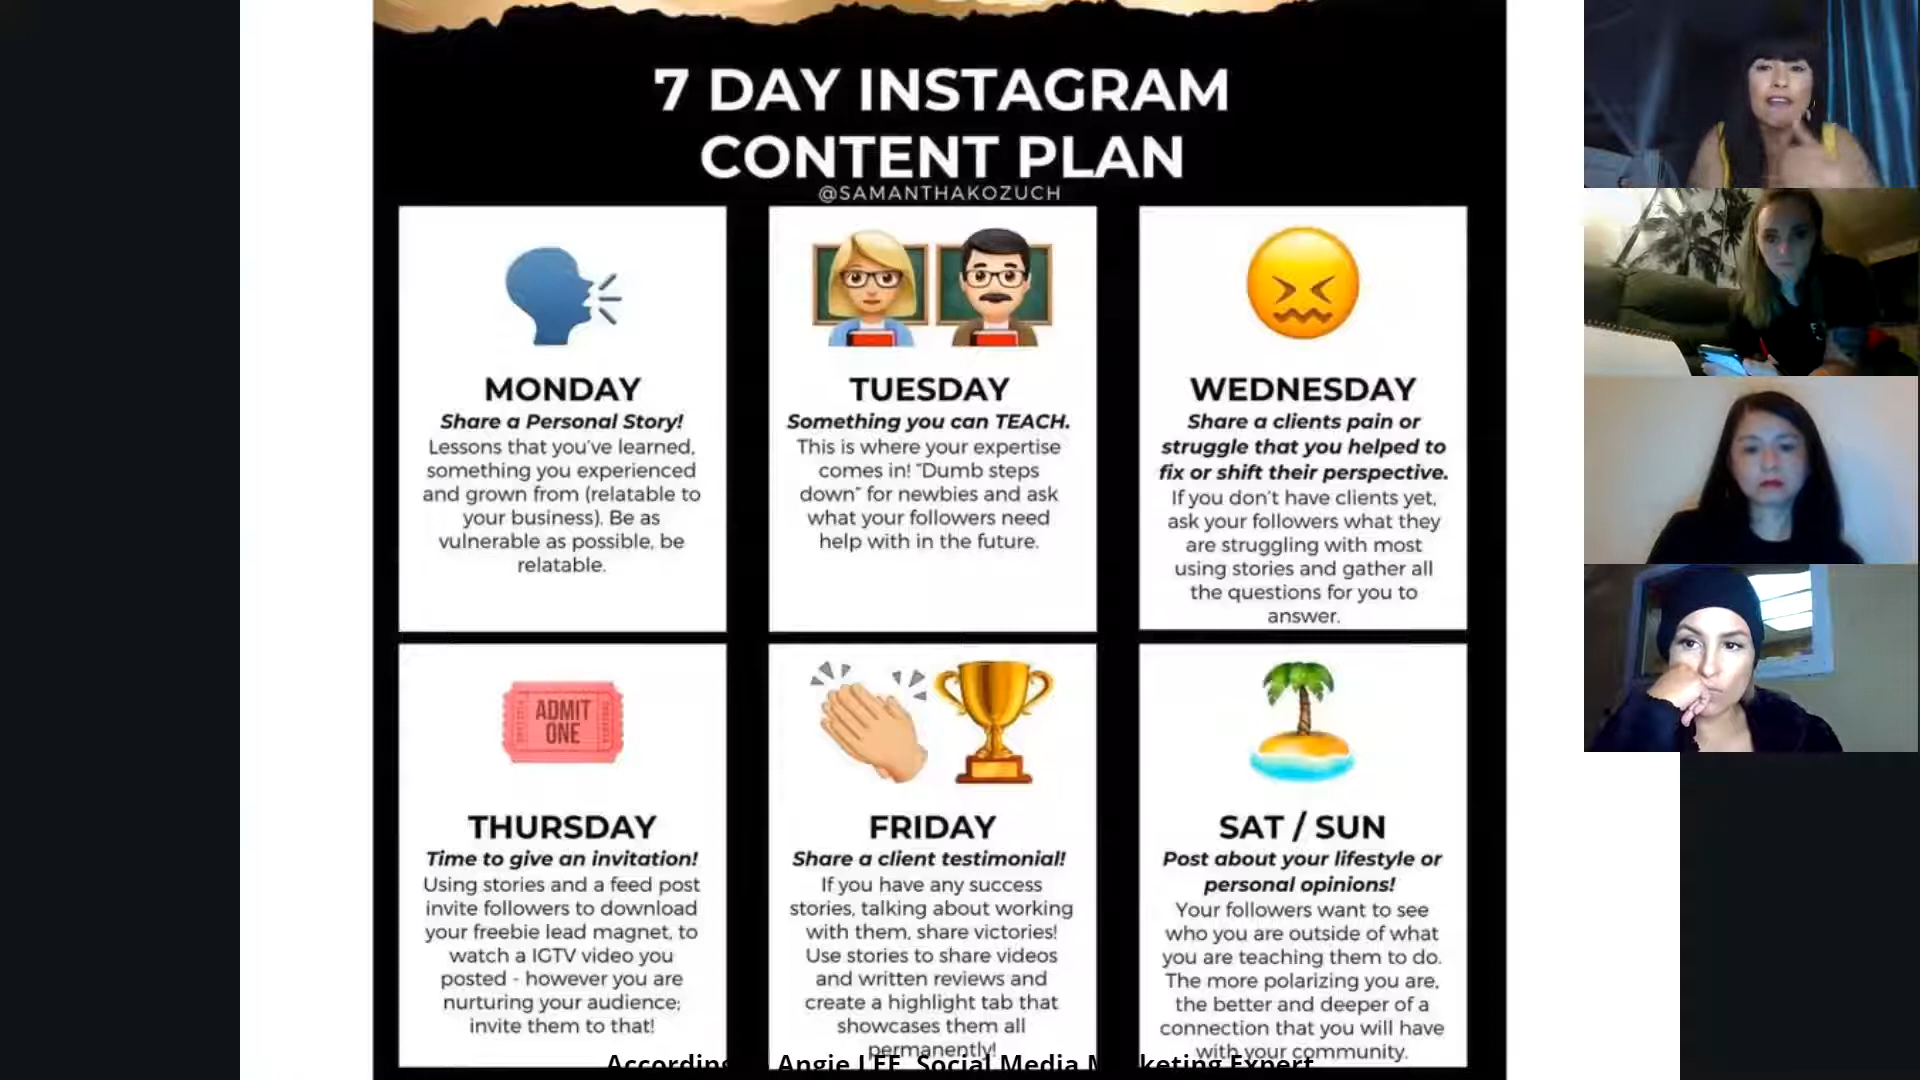 7 DAY INSTAGRAM
CONTENT PLAN
@SAMANTHAKOZUCH
MONDAY
Share a Personal Story!
Lessons that you've learned,
something you experienced
and grown from (relatable to
your business). Be as
vulnerable as possible, be
relatable.
TUESDAY
Something you can TEACH.
This is where your expertise
comes in! "Dumb steps
down" for newbies and ask
what your followers need
help with in the future.
WEDNESDAY
Share a clients pain or
struggle that you helped to
fix or shift their perspective.
If you don't have clients yet,
ask your followers what they
are struggling with most
using stories and gather all
the questions for you to
answer.
ADMIT
ONE
THURSDAY
Time to give an invitation!
Using stories and a feed post
invite followers to download
your freebie lead magnet, to
watch a IGTV video you
posted - however you are
nurturing your audience;
invite them to that!
FRIDAY
Share a client testimonial!
If you have any success
stories, talking about working
with them, share victories!
Use stories to share videos
and written reviews and
create a highlight tab that
showcases them all
permanently!
SAT / SUN
Post about your lifestyle or
personal opinions!
Your followers want to see
who you are outside of what
you are teaching them to do.
The more polarizing you are,
the better and deeper of a
connection that you will have
with your community.
Angie LEE, Social Media Expert